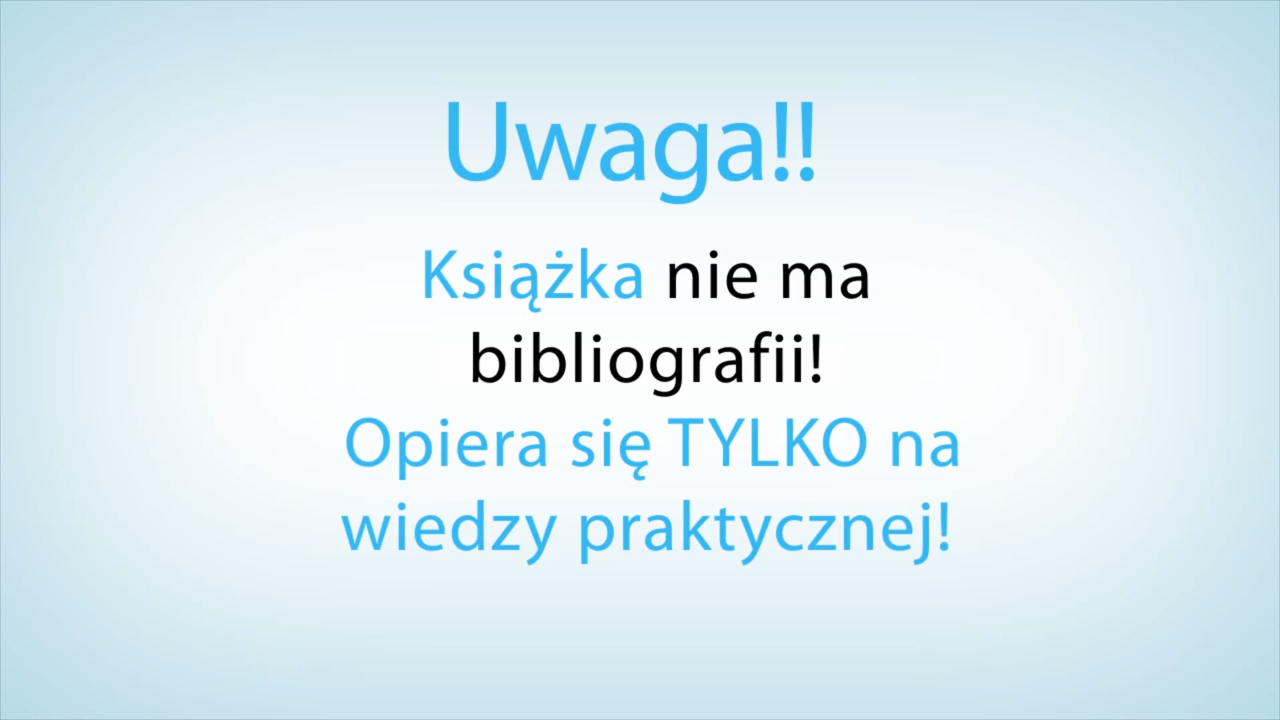 Uwaga!!
Książka nie ma
bibliografii!
Opiera się TYLKO na
wiedzy praktycznej!